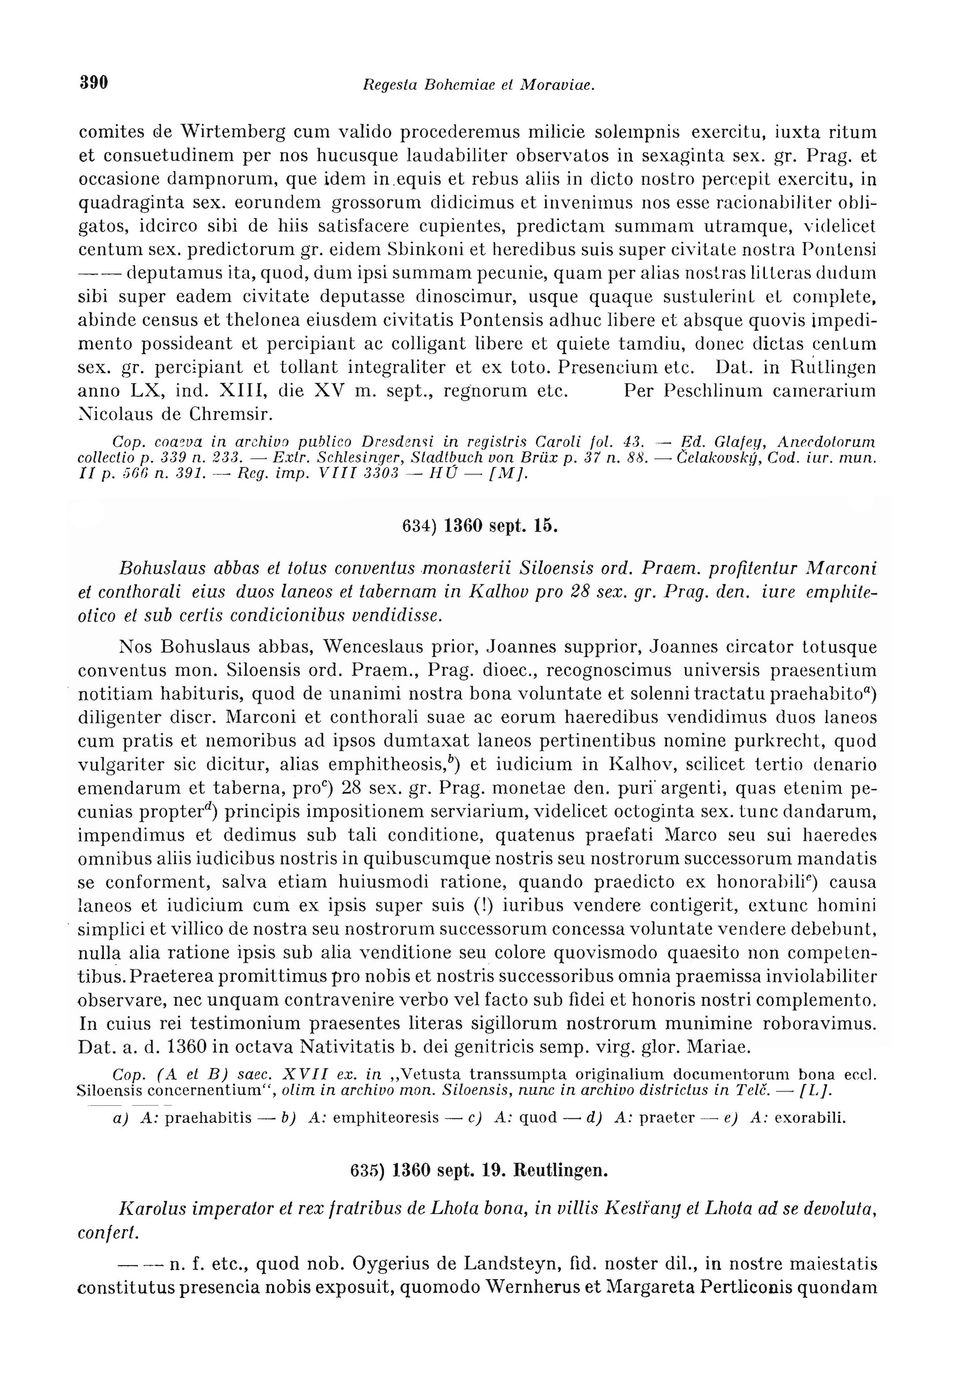 390 Regesta Bohemiae et Moraviae.
comites de Wirtemberg cum valido procederemus milicie solempnis exercitu, iuxta ritum
et consuetudinem per nos hucusque laudabiliter observatos in sexaginta sex. gr. Prag. et
occasione dampnorum, que idem in equis et rebus aliis in dicto nostro percepit exercitu, in
quadraginta sex. eorundem grossorum didicimus et invenimus nos esse racionabiliter obli-
gatos, idcirco sibi de hiis satisfacere cupientes, predictam summam utramque, videlicet
centum sex. predictorum gr. eidem Sbinkoni et heredibus suis super civitate nostra Pontensi
—— deputamus ita, quod, dum ipsi summam pecunie, quam per alias nostras litteras dudum
sibi super eadem civitate deputasse dinoscimur, usque quaque sustulerint et complete,
abinde census et thelonea eiusdem civitatis Pontensis adhuc libere et absque quovis impedi-
mento possideant et percipiant ac colligant libere et quiete tamdiu, donec dictas centum
sex. gr. percipiant et tollant integraliter et ex toto. Presencium etc. Dat. in Rutlingen
anno LX, ind. XIII, die XV m. sept., regnorum etc. Per Peschlinum camerarium
Nicolaus de Chremsir.
Cop. coaeva in archivo publico Dresdensi in registris Caroli fol. 43. — Ed. Glafey, Anecdotorum
collectio p. 339 n. 233. — Extr. Schlesinger, Stadtbuch von Brüx p. 37 n. 88. — Čelakovský, Cod. iur. mun.
II p. 566 n. 391. — Reg. imp. VIII 3303 — HÚ — [M].
634) 1360 sept. 15.
Bohuslaus abbas et totus conventus monasterii Siloensis ord. Praem. profitentur Marconi
et conthorali eius duos laneos et tabernam in Kalhov pro 28 sex. gr. Prag. den. iure emphite-
otico et sub certis condicionibus vendidisse.
Nos Bohuslaus abbas, Wenceslaus prior, Joannes supprior, Joannes circator totusque
conventus mon. Siloensis ord. Praem., Prag. dioec., recognoscimus universis praesentium
notitiam habituris, quod de unanimi nostra bona voluntate et solenni tractatu praehabitoᵃ)
diligenter discr. Marconi et conthorali suae ac eorum haeredibus vendidimus duos laneos
cum pratis et nemoribus ad ipsos dumtaxat laneos pertinentibus nomine purkrecht, quod
vulgariter sic dicitur, alias emphitheosis,ᵇ) et iudicium in Kalhov, scilicet tertio denario
emendarum et taberna, proᶜ) 28 sex. gr. Prag. monetae den. puri argenti, quas etenim pe-
cunias propterᵈ) principis impositionem serviarium, videlicet octoginta sex. tunc dandarum,
impendimus et dedimus sub tali conditione, quatenus praefati Marco seu sui haeredes
omnibus aliis iudicibus nostris in quibuscumque nostris seu nostrorum successorum mandatis
se conforment, salva etiam huiusmodi ratione, quando praedicto ex honorabiliᵉ) causa
laneos et iudicium cum ex ipsis super suis (!) iuribus vendere contigerit, extunc homini
simplici et villico de nostra seu nostrorum successorum concessa voluntate vendere debebunt,
nulla alia ratione ipsis sub alia venditione seu colore quovismodo quaesito non competen-
tibus. Praeterea promittimus pro nobis et nostris successoribus omnia praemissa inviolabiliter
observare, nec unquam contravenire verbo vel facto sub fidei et honoris nostri complemento.
In cuius rei testimonium praesentes literas sigillorum nostrorum munimine roboravimus.
Dat. a. d. 1360 in octava Nativitatis b. dei genitricis semp. virg. glor. Mariae.
Cop. (A et B) saec. XVII ex. in „Vetusta transsumpta originalium documentorum bona eccl.
Siloensis concernentium“, olim in archivo mon. Siloensis, nunc in archivo districtus in Telč. — [L].
a) A: praehabitis — b) A: emphiteoresis — c) A: quod — d) A: praeter — e) A: exorabili.
635) 1360 sept. 19. Reutlingen.
Karolus imperator et rex fratribus de Lhota bona, in villis Kestřany et Lhota ad se devoluta,
confert.
—— n. f. etc., quod nob. Oygerius de Landsteyn, fid. noster dil., in nostre maiestatis
constitutus presencia nobis exposuit, quomodo Wernherus et Margareta Pertliconis quondam